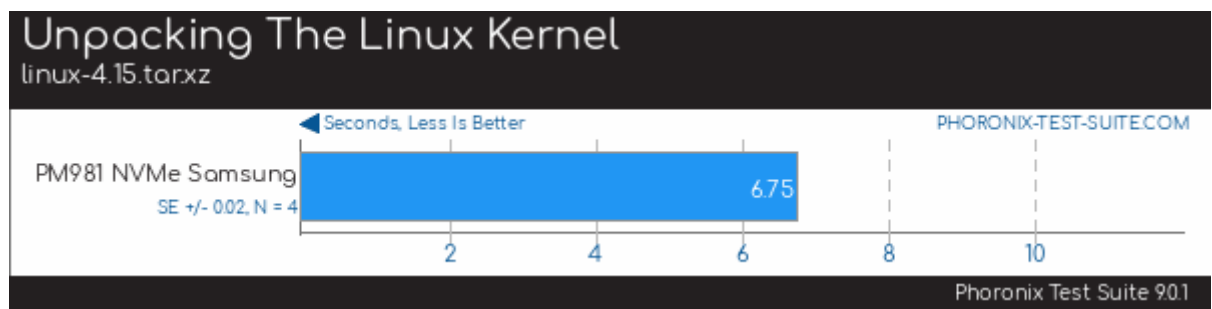 Unpacking The Linux Kernel
linux-4.15.tar.xz
Seconds, Less Is Better PHORONIX-TEST-SUITE.COM
PM981 NVMe Samsung 6.75
SE +/- 0.02, N = 4
2 4 6 8 10
Phoronix Test Suite 9.0.1